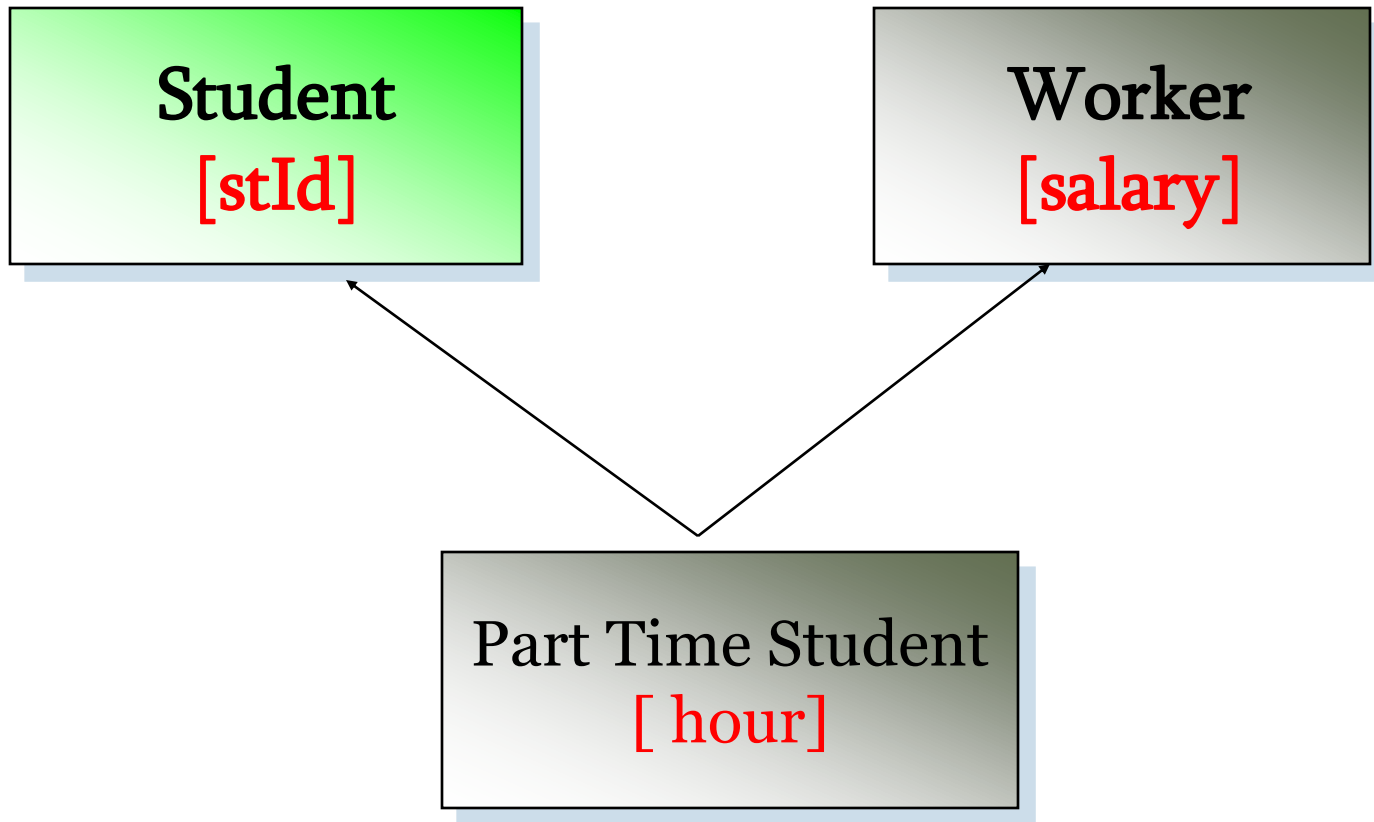 Student
[stId]
Worker
[salary]
Part Time Student
[ hour]